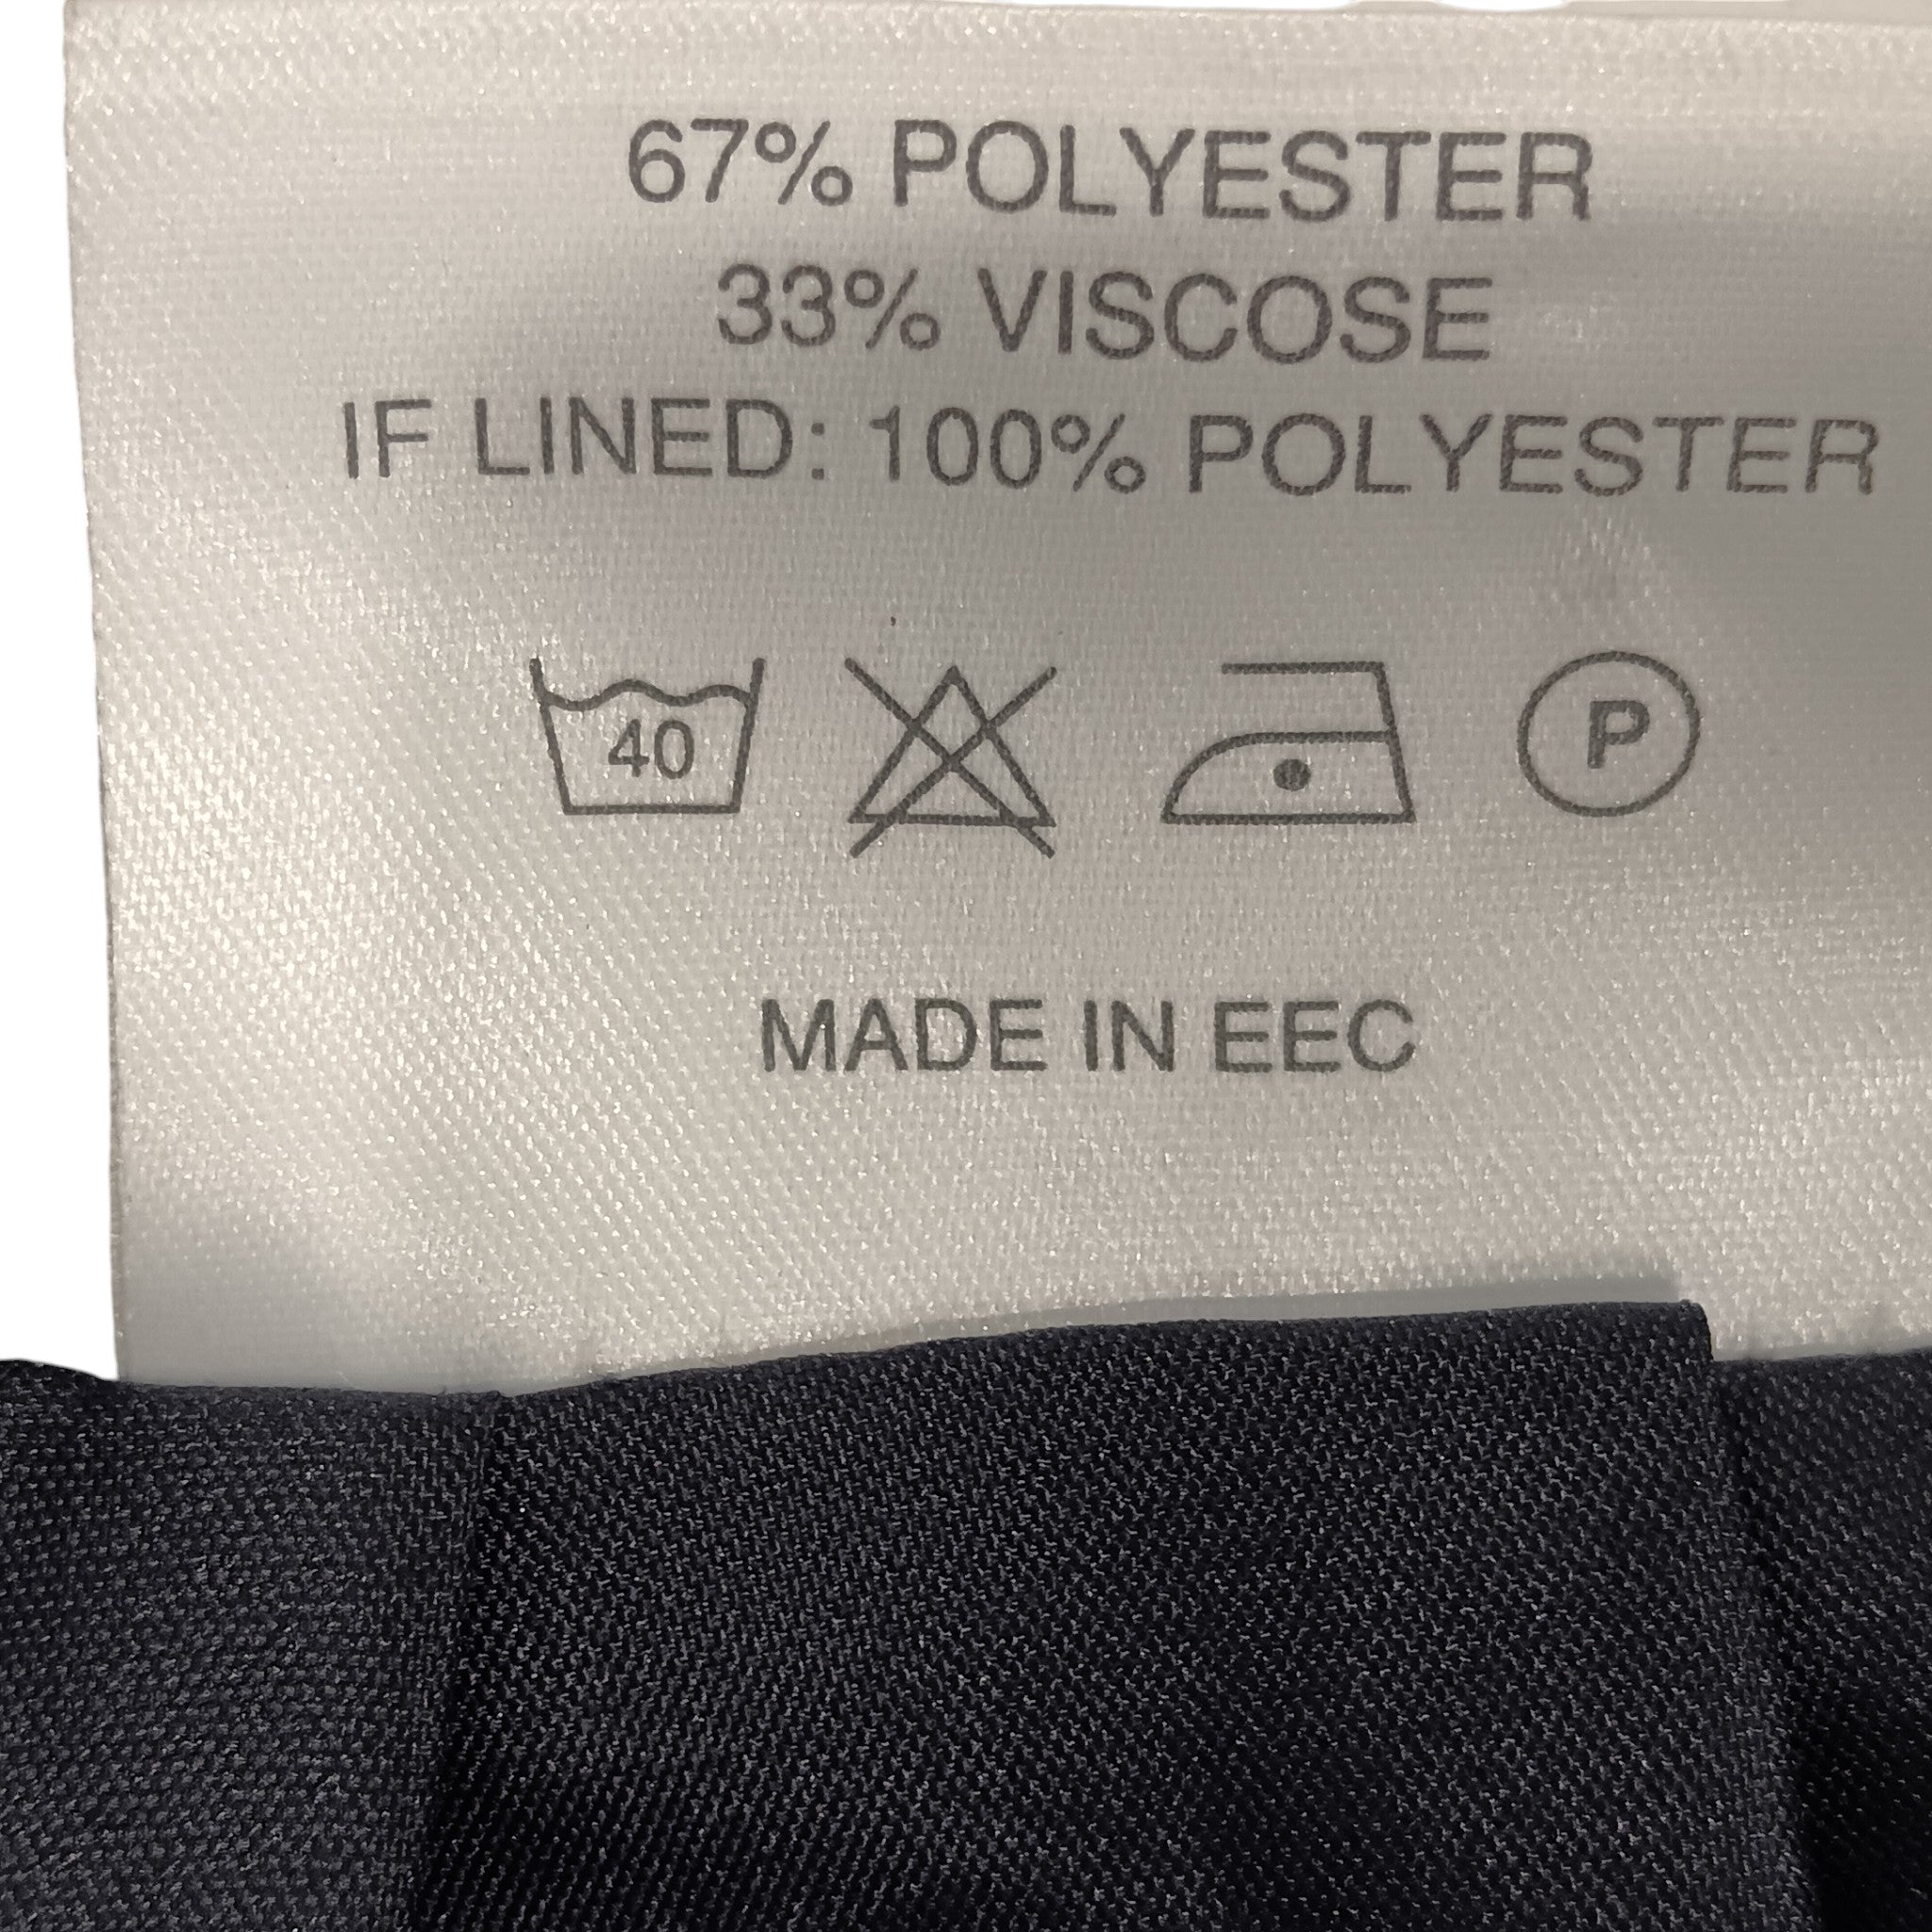 67% POLYESTER
33% VISCOSE
IF LINED: 100% POLYESTER
40
P
MADE IN EEC